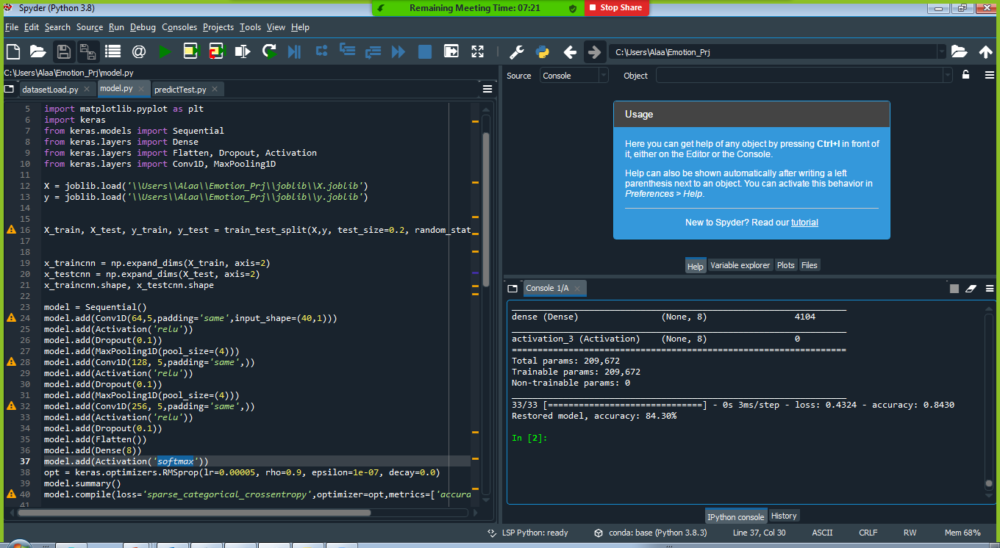 Spyder (Python 3.8)
Remaining Meeting Time: 07:21
Stop Share
File Edit Search Source Run Debug Consoles Projects Tools View Help
C:\Users\Alaa\Emotion_Prj
C:\Users\Alaa\Emotion_Prj\model.py
datasetLoad.py
model.py
predictTest.py
5 import matplotlib.pyplot as plt
6 import keras
7 from keras.models import Sequential
8 from keras.layers import Dense
9 from keras.layers import Flatten, Dropout, Activation
10 from keras.layers import Conv1D, MaxPooling1D
11
12 X = joblib.load('\\Users\\Alaa\\Emotion_Prj\\joblib\\X.joblib')
13 y = joblib.load('\\Users\\Alaa\\Emotion_Prj\\joblib\\y.joblib')
14
15
16 X_train, X_test, y_train, y_test = train_test_split(X,y, test_size=0.2, random_stat
17
18
19 x_traincnn = np.expand_dims(X_train, axis=2)
20 x_testcnn = np.expand_dims(X_test, axis=2)
21 x_traincnn.shape, x_testcnn.shape
22
23 model = Sequential()
24 model.add(Conv1D(64,5,padding='same',input_shape=(40,1)))
25 model.add(Activation('relu'))
26 model.add(Dropout(0.1))
27 model.add(MaxPooling1D(pool_size=(4)))
28 model.add(Conv1D(128, 5,padding='same',))
29 model.add(Activation('relu'))
30 model.add(Dropout(0.1))
31 model.add(MaxPooling1D(pool_size=(4)))
32 model.add(Conv1D(256, 5,padding='same',))
33 model.add(Activation('relu'))
34 model.add(Dropout(0.1))
35 model.add(Flatten())
36 model.add(Dense(8))
37 model.add(Activation('softmax'))
38 opt = keras.optimizers.RMSprop(lr=0.00005, rho=0.9, epsilon=1e-07, decay=0.0)
39 model.summary()
40 model.compile(loss='sparse_categorical_crossentropy',optimizer=opt,metrics=['accura
41
Source Console Object
Usage
Here you can get help of any object by pressing Ctrl+I in front of
it, either on the Editor or the Console.
Help can also be shown automatically after writing a left
parenthesis next to an object. You can activate this behavior in
Preferences > Help.
New to Spyder? Read our tutorial
Help Variable explorer Plots Files
Console 1/A
dense (Dense) (None, 8) 4104
activation_3 (Activation) (None, 8) 0
=================================================================
Total params: 209,672
Trainable params: 209,672
Non-trainable params: 0
33/33 [==============================] - 0s 3ms/step - loss: 0.4324 - accuracy: 0.8430
Restored model, accuracy: 84.30%
In [2]:
IPython console History
LSP Python: ready conda: base (Python 3.8.3) Line 37, Col 30 ASCII CRLF RW Mem 68%